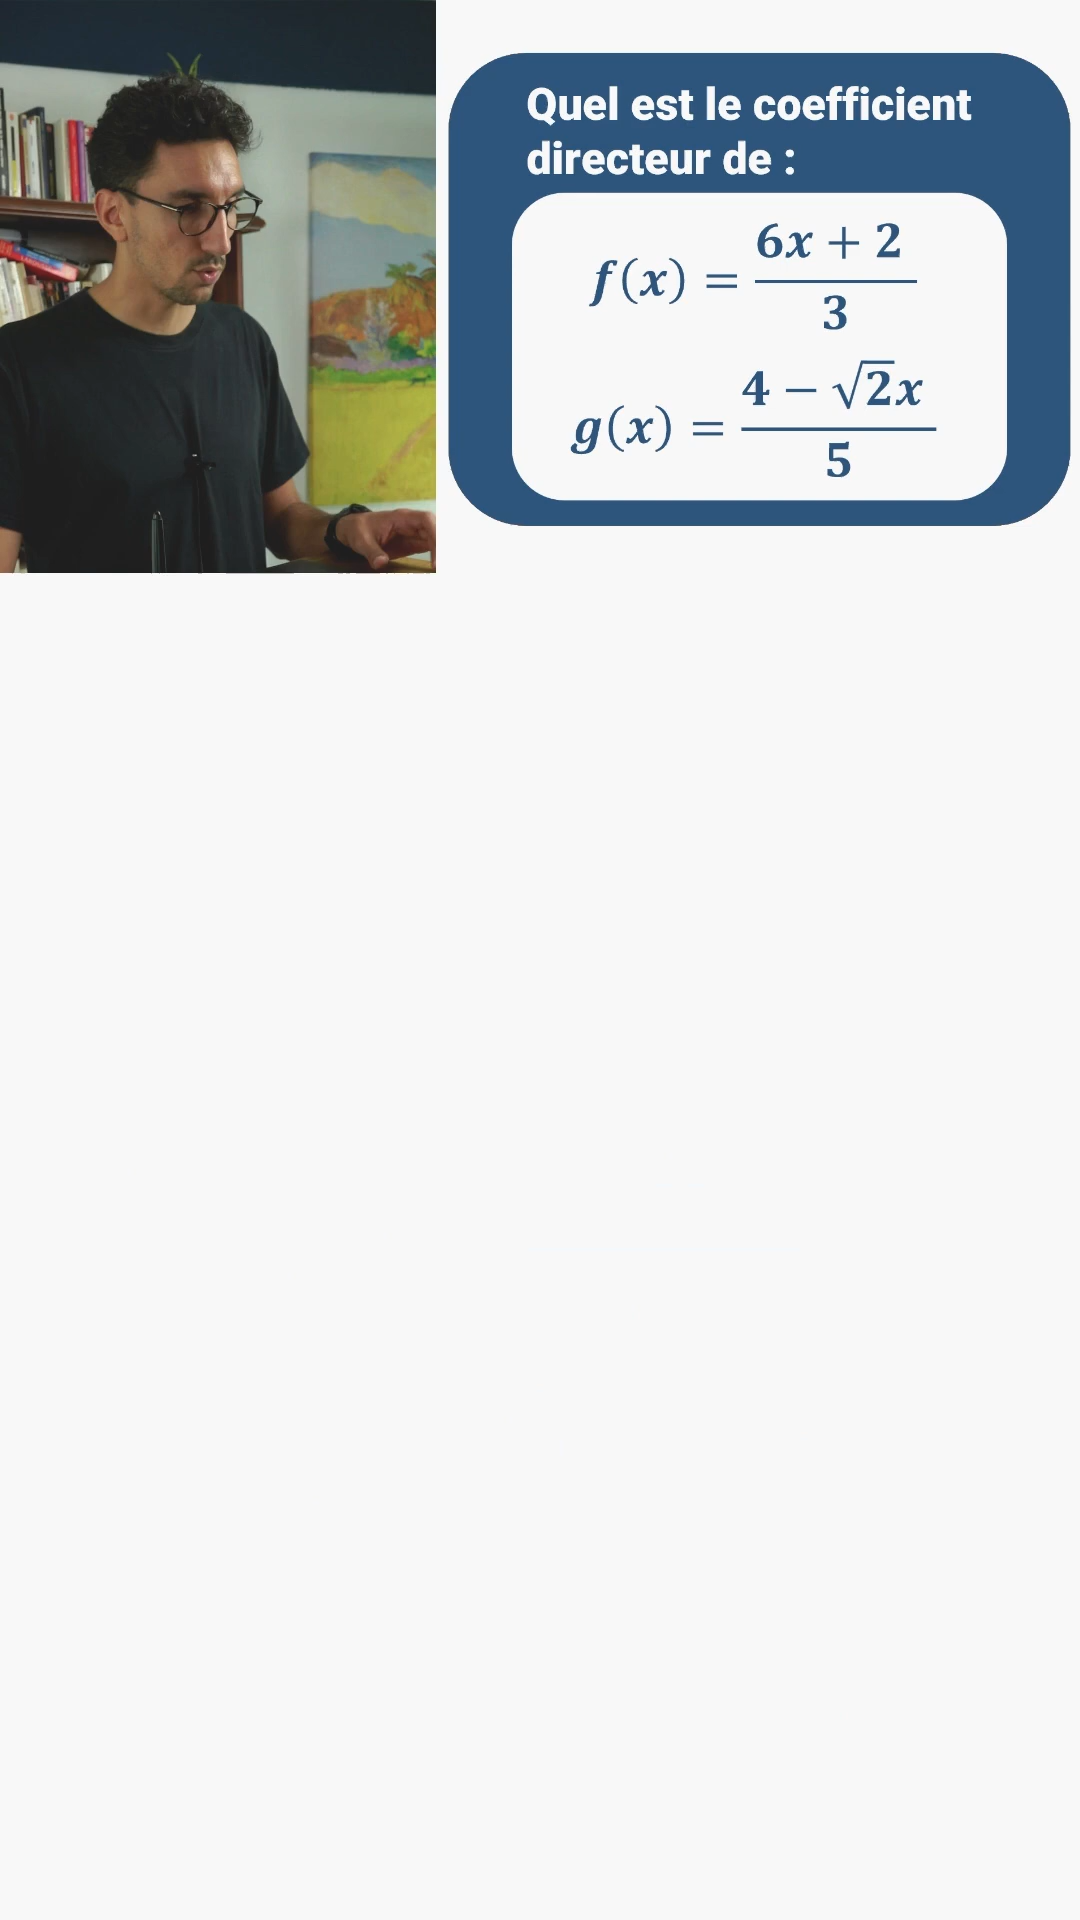 Quel est le coefficient
directeur de :
f(x) = (6x + 2)/3
g(x) = (4 − √2x)/5